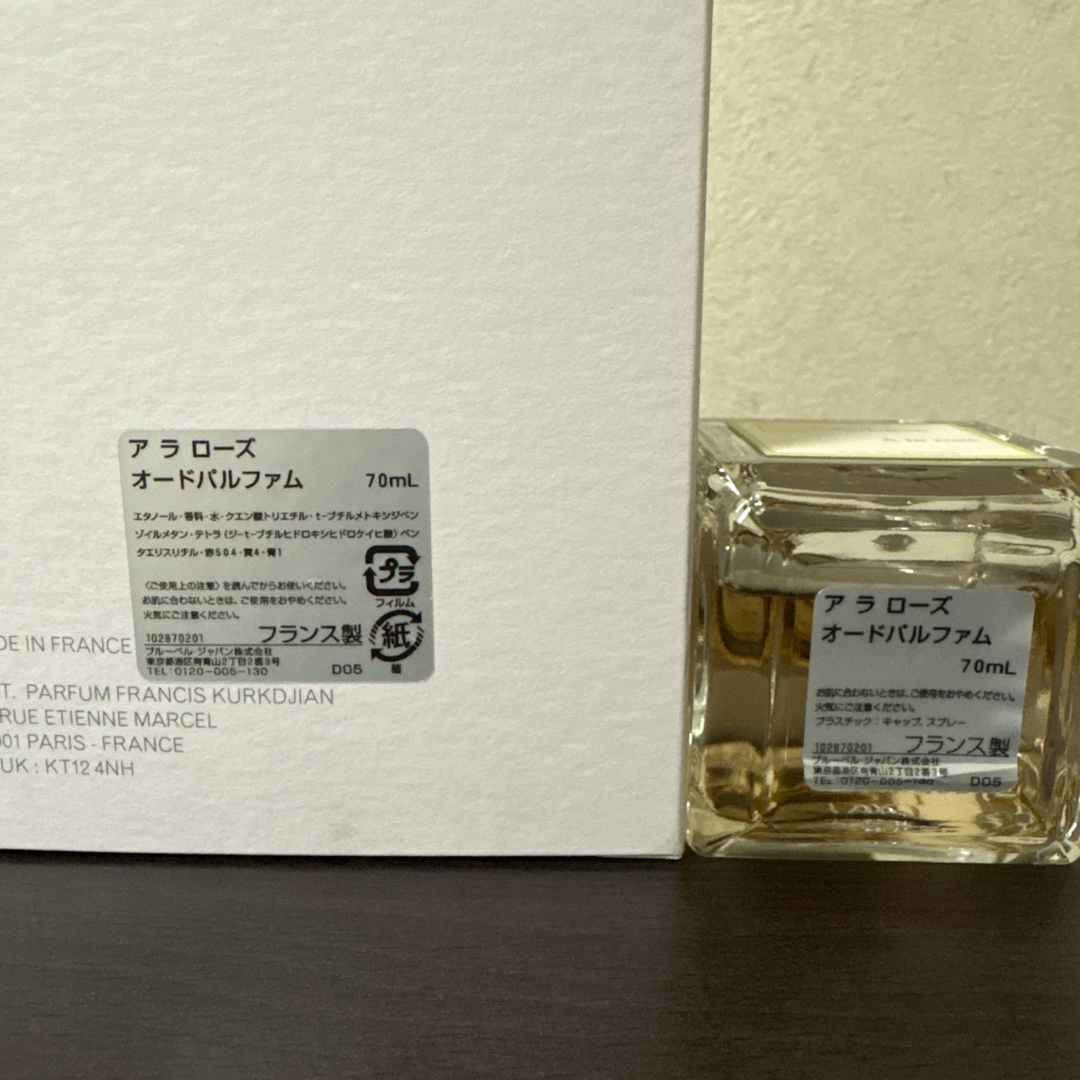 ア ラ ローズ
オードパルファム 70mL
エタノール・香料・水・クエン酸トリエチル・t-ブチルメトキシジベン
ゾイルメタン・テトラ(ジ-t-ブチルヒドロキシヒドロケイヒ酸)ペン
タエリスリチル・赤504・黄4・青1
〈ご使用上の注意〉を読んでからお使いください。
お肌に合わないときは、ご使用をおやめください。
火気にご注意ください。
プラ
フィルム
紙
箱
102870201 フランス製
ブルーベル・ジャパン株式会社
東京都港区南青山2丁目2番3号
TEL:0120-005-130 D05
DE IN FRANCE
T. PARFUM FRANCIS KURKDJIAN
RUE ETIENNE MARCEL
001 PARIS - FRANCE
UK : KT12 4NH
A la rose
ア ラ ローズ
オードパルファム
70mL
お肌に合わないときは、ご使用をおやめください。
火気にご注意ください。
プラスチック：キャップ、スプレー
102870201 フランス製
ブルーベル・ジャパン株式会社
東京都港区南青山2丁目2番3号
TEL:0120-005-130 D05